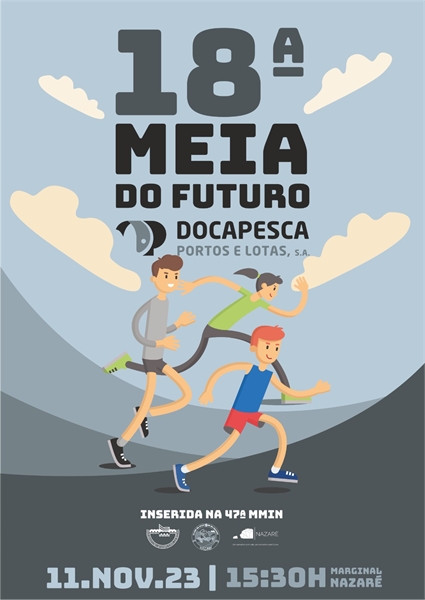 18ª
MEIA
DO FUTURO
DOCAPESCA
PORTOS E LOTAS, S.A.
INSERIDA NA 47ª MMIN
NAZARÉ
11.NOV.23 | 15:30H MARGINAL NAZARÉ